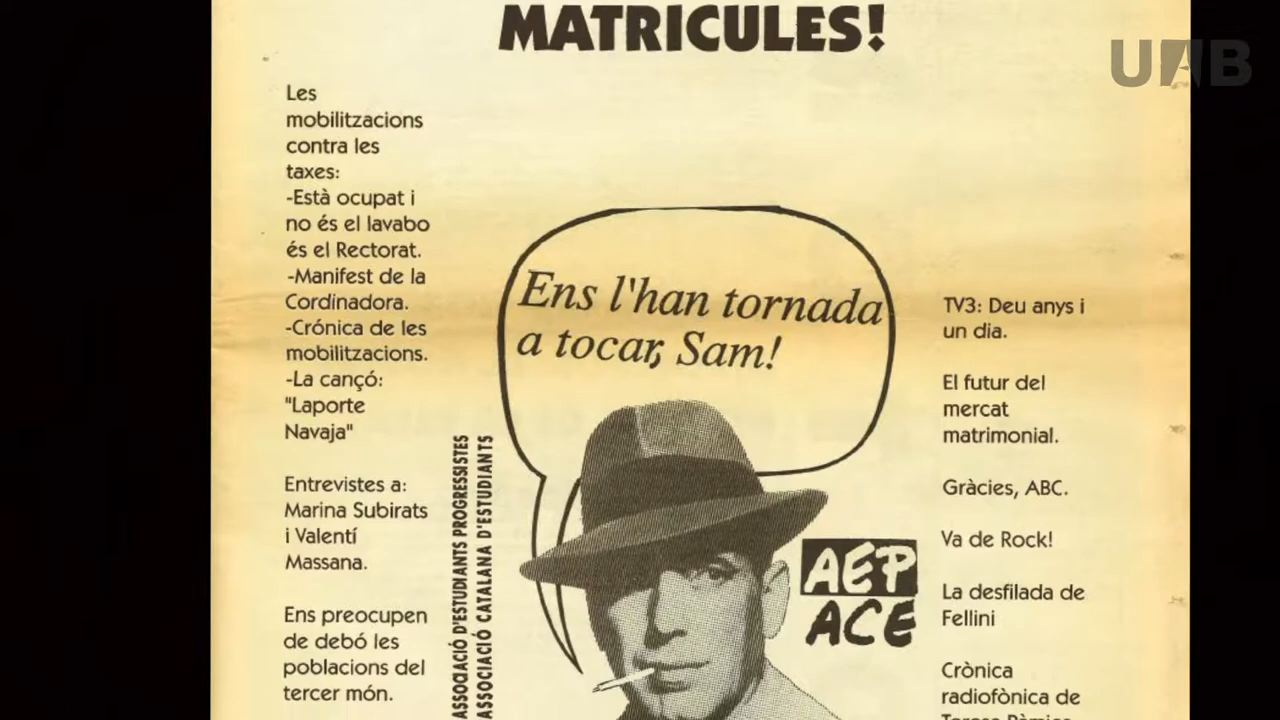 MATRICULES!
UAB
Les
mobilitzacions
contra les
taxes:
-Està ocupat i
no és el lavabo
és el Rectorat.
-Manifest de la
Cordinadora.
-Crónica de les
mobilitzacions.
-La cançó:
"Laporte
Navaja"
Entrevistes a:
Marina Subirats
i Valentí
Massana.
Ens preocupen
de debó les
poblacions del
tercer món.
ASSOCIACIÓ D'ESTUDIANTS PROGRESSISTES
ASSOCIACIÓ CATALANA D'ESTUDIANTS
Ens l'han tornada
a tocar, Sam!
AEP
ACE
TV3: Deu anys i
un dia.
El futur del
mercat
matrimonial.
Gràcies, ABC.
Va de Rock!
La desfilada de
Fellini
Crònica
radiofònica de